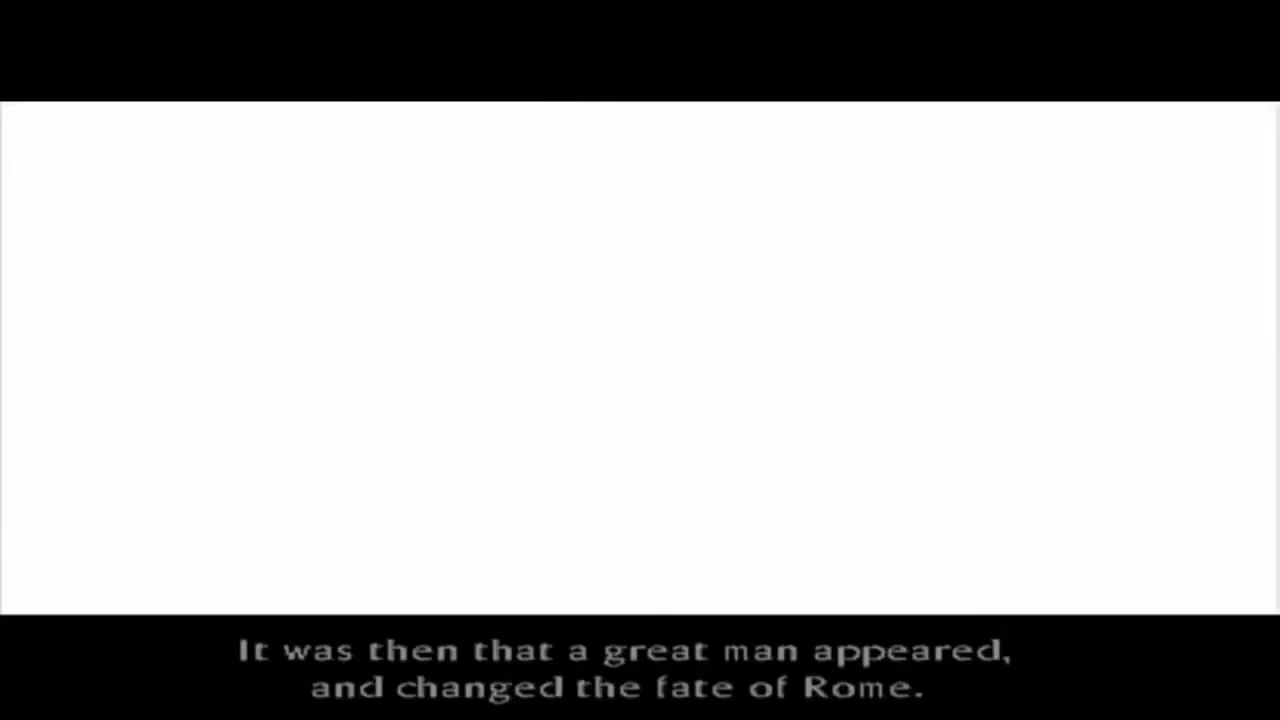 It was then that a great man appeared,
and changed the fate of Rome.